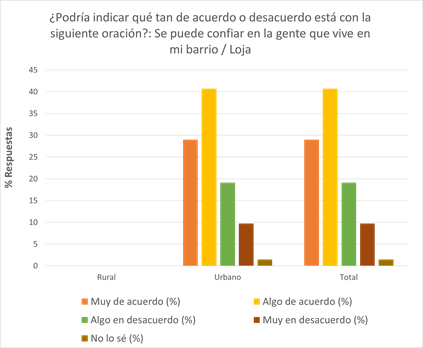 ¿Podría indicar qué tan de acuerdo o desacuerdo está con la
siguiente oración?: Se puede confiar en la gente que vive en
mi barrio / Loja
% Respuestas
45
40
35
30
25
20
15
10
5
0
Rural Urbano Total
Muy de acuerdo (%) Algo de acuerdo (%)
Algo en desacuerdo (%) Muy en desacuerdo (%)
No lo sé (%)